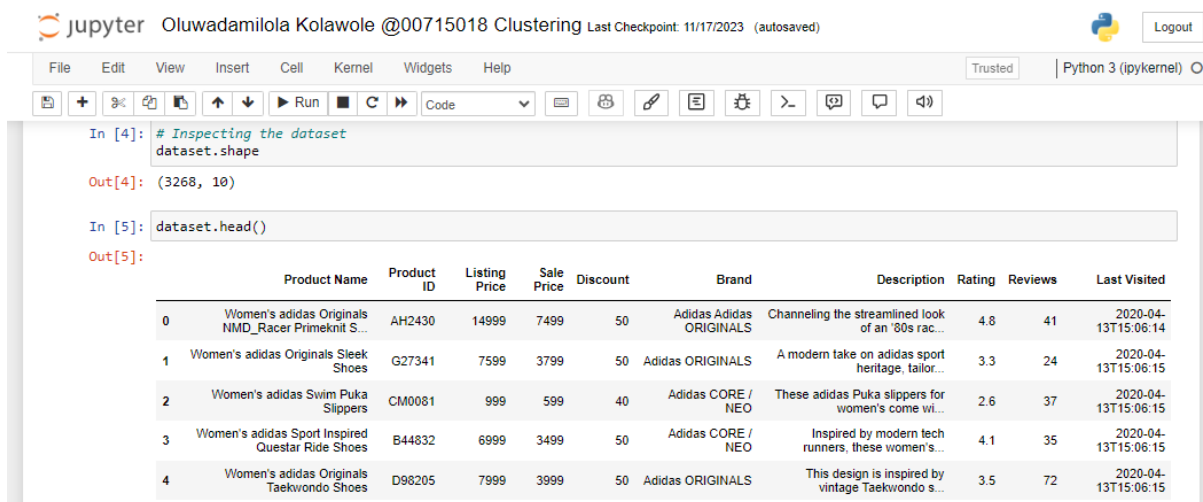 jupyter Oluwadamilola Kolawole @00715018 Clustering Last Checkpoint: 11/17/2023 (autosaved)
Logout
File Edit View Insert Cell Kernel Widgets Help
Trusted Python 3 (ipykernel)
Run Code
In [4]: # Inspecting the dataset
dataset.shape
Out[4]: (3268, 10)
In [5]: dataset.head()
Out[5]:
Product Name Product ID Listing Price Sale Price Discount Brand Description Rating Reviews Last Visited
0 Women's adidas Originals NMD_Racer Primeknit S... AH2430 14999 7499 50 Adidas Adidas ORIGINALS Channeling the streamlined look of an '80s rac... 4.8 41 2020-04-13T15:06:14
1 Women's adidas Originals Sleek Shoes G27341 7599 3799 50 Adidas ORIGINALS A modern take on adidas sport heritage, tailor... 3.3 24 2020-04-13T15:06:15
2 Women's adidas Swim Puka Slippers CM0081 999 599 40 Adidas CORE / NEO These adidas Puka slippers for women's come wi... 2.6 37 2020-04-13T15:06:15
3 Women's adidas Sport Inspired Questar Ride Shoes B44832 6999 3499 50 Adidas CORE / NEO Inspired by modern tech runners, these women's... 4.1 35 2020-04-13T15:06:15
4 Women's adidas Originals Taekwondo Shoes D98205 7999 3999 50 Adidas ORIGINALS This design is inspired by vintage Taekwondo s... 3.5 72 2020-04-13T15:06:15